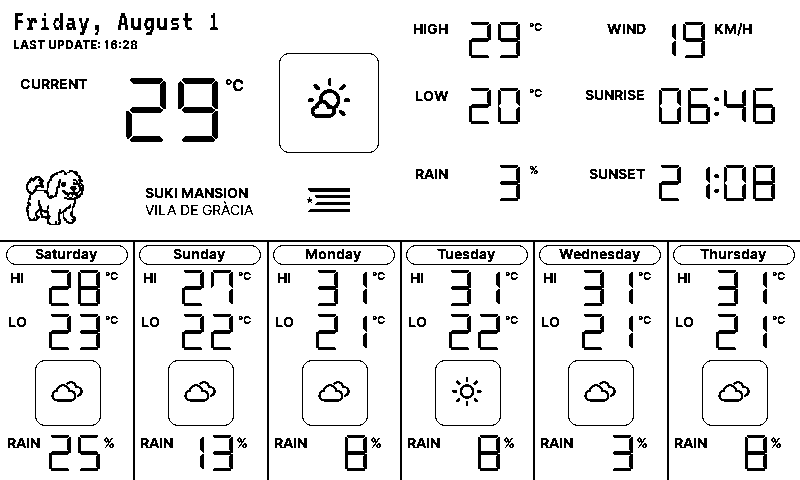 Friday, August 1
LAST UPDATE: 16:28
CURRENT 29 °C
HIGH 29 °C
WIND 19 KM/H
LOW 20 °C
SUNRISE 06:46
RAIN 3 %
SUNSET 21:08
SUKI MANSION
VILA DE GRÀCIA
Saturday
HI 28 °C
LO 23 °C
RAIN 25 %
Sunday
HI 27 °C
LO 22 °C
RAIN 13 %
Monday
HI 31 °C
LO 21 °C
RAIN 8 %
Tuesday
HI 31 °C
LO 22 °C
RAIN 8 %
Wednesday
HI 31 °C
LO 21 °C
RAIN 3 %
Thursday
HI 31 °C
LO 21 °C
RAIN 8 %